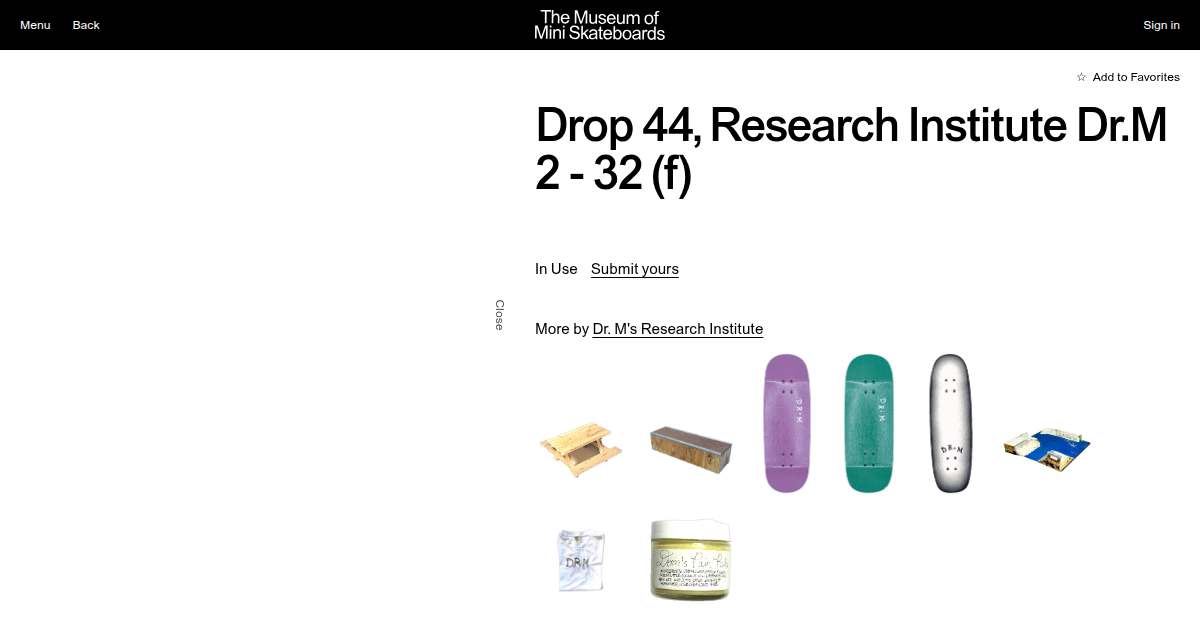 Menu Back
The Museum of
Mini Skateboards
Sign in
☆ Add to Favorites
Drop 44, Research Institute Dr.M
2 - 32 (f)
In Use Submit yours
Close
More by Dr. M's Research Institute
DR.M
DR.M
DR.M
DRM